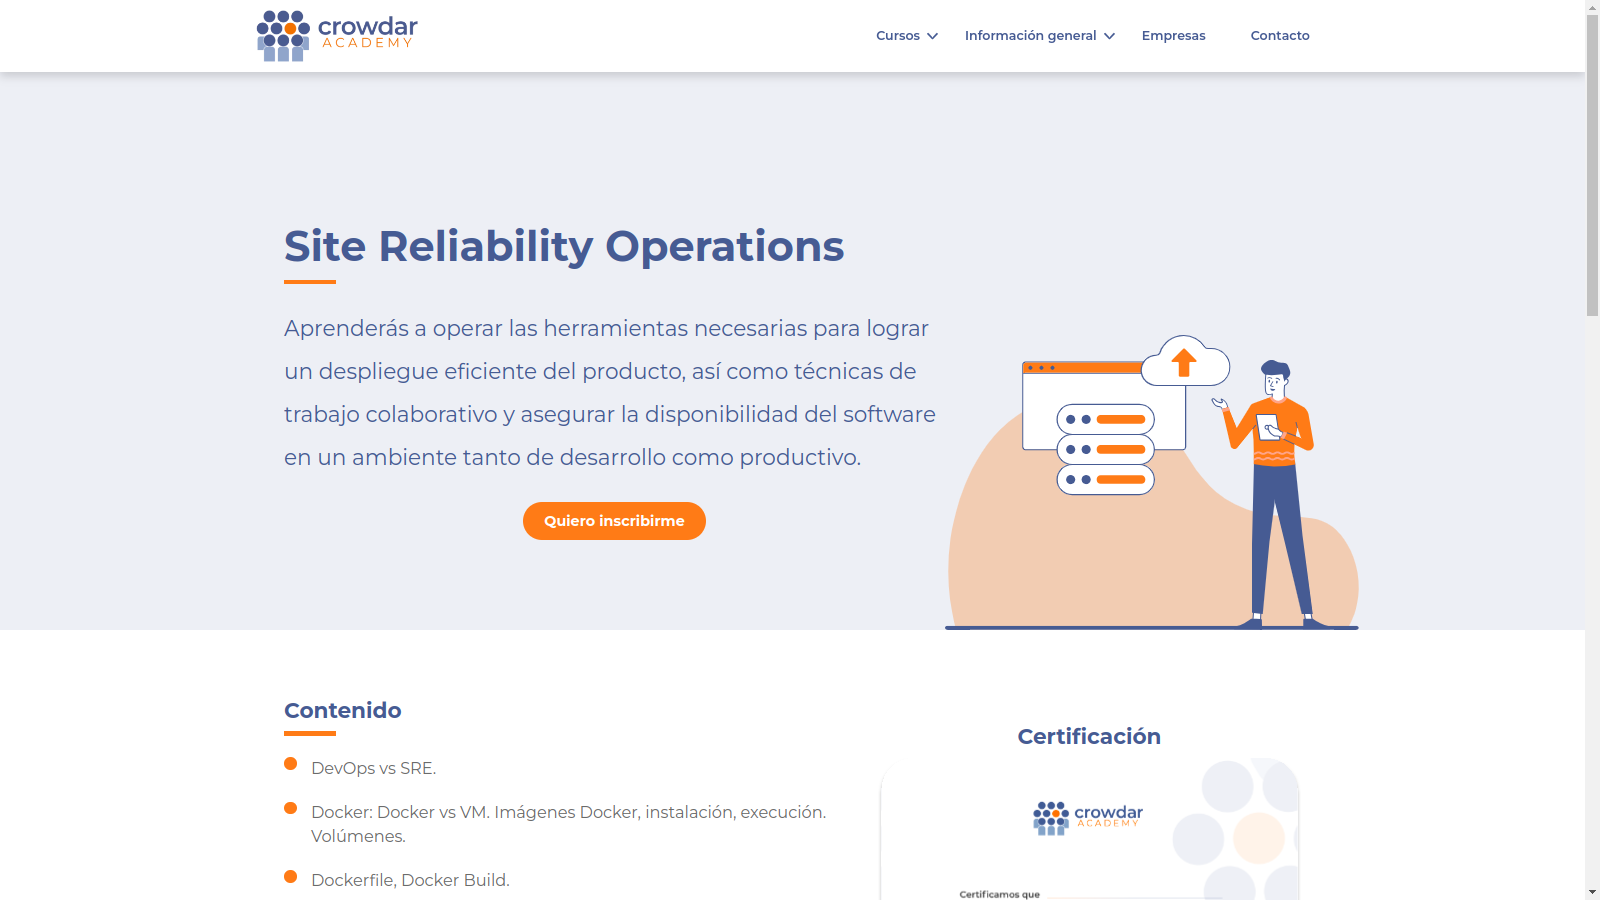 crowdar
ACADEMY
Cursos
Información general
Empresas
Contacto
Site Reliability Operations
Aprenderás a operar las herramientas necesarias para lograr
un despliegue eficiente del producto, así como técnicas de
trabajo colaborativo y asegurar la disponibilidad del software
en un ambiente tanto de desarrollo como productivo.
Quiero inscribirme
Contenido
DevOps vs SRE.
Docker: Docker vs VM. Imágenes Docker, instalación, execución.
Volúmenes.
Dockerfile, Docker Build.
Certificación
crowdar
ACADEMY
Certificamos que